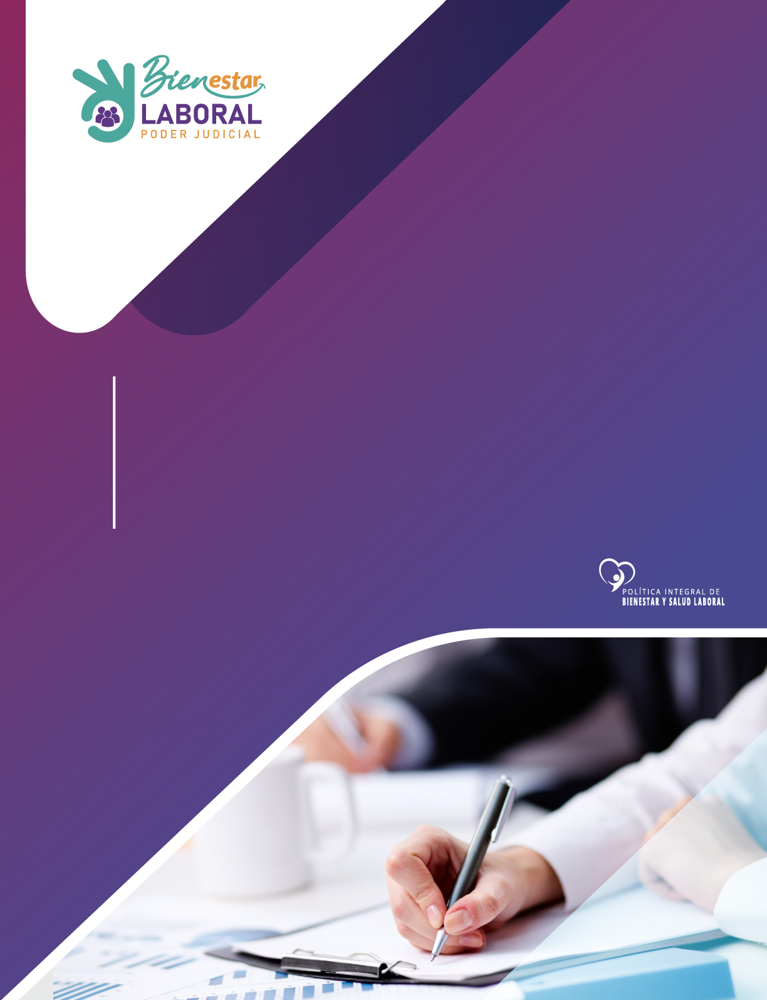 Bienestar
LABORAL
PODER JUDICIAL
POLÍTICA INTEGRAL DE
BIENESTAR Y SALUD LABORAL